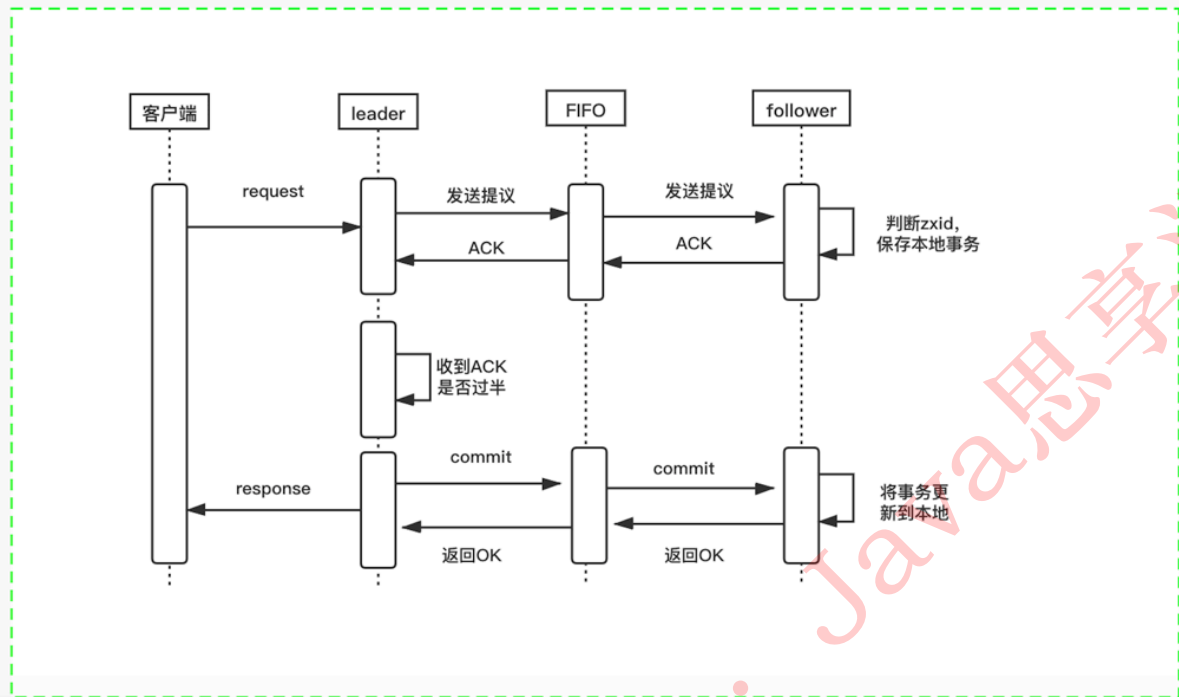 客户端
leader
FIFO
follower
request
发送提议
发送提议
判断zxid,
保存本地事务
ACK
ACK
收到ACK
是否过半
commit
commit
response
将事务更
新到本地
返回OK
返回OK
Java思享